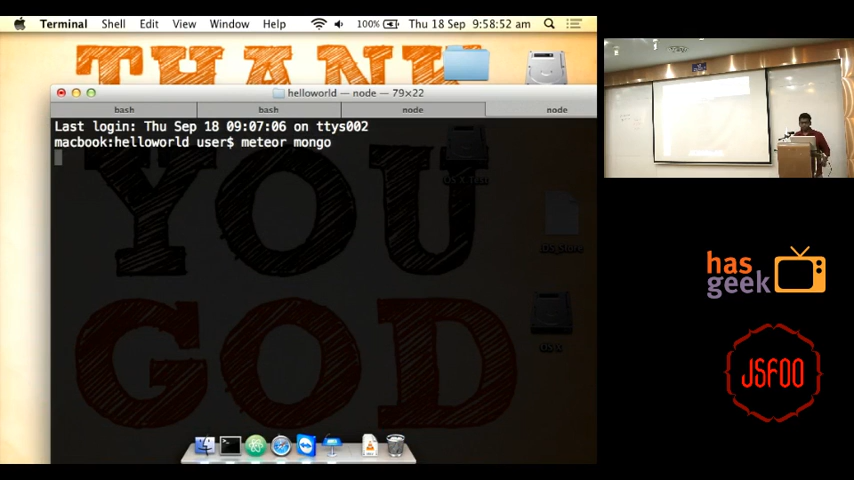 Terminal Shell Edit View Window Help 100% Thu 18 Sep 9:58:52 am
THANK
helloworld — node — 79×22
bash bash node node
Last login: Thu Sep 18 09:07:06 on ttys002
macbook:helloworld user$ meteor mongo
YOU
GOD
OS X
has
geek
JSFOO